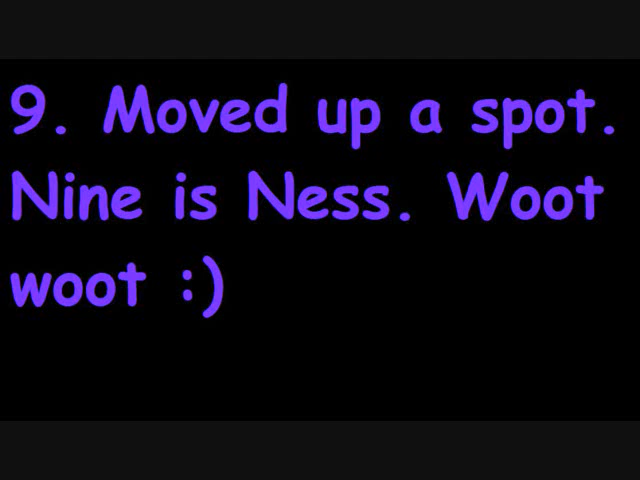 9. Moved up a spot.
Nine is Ness. Woot
woot :)